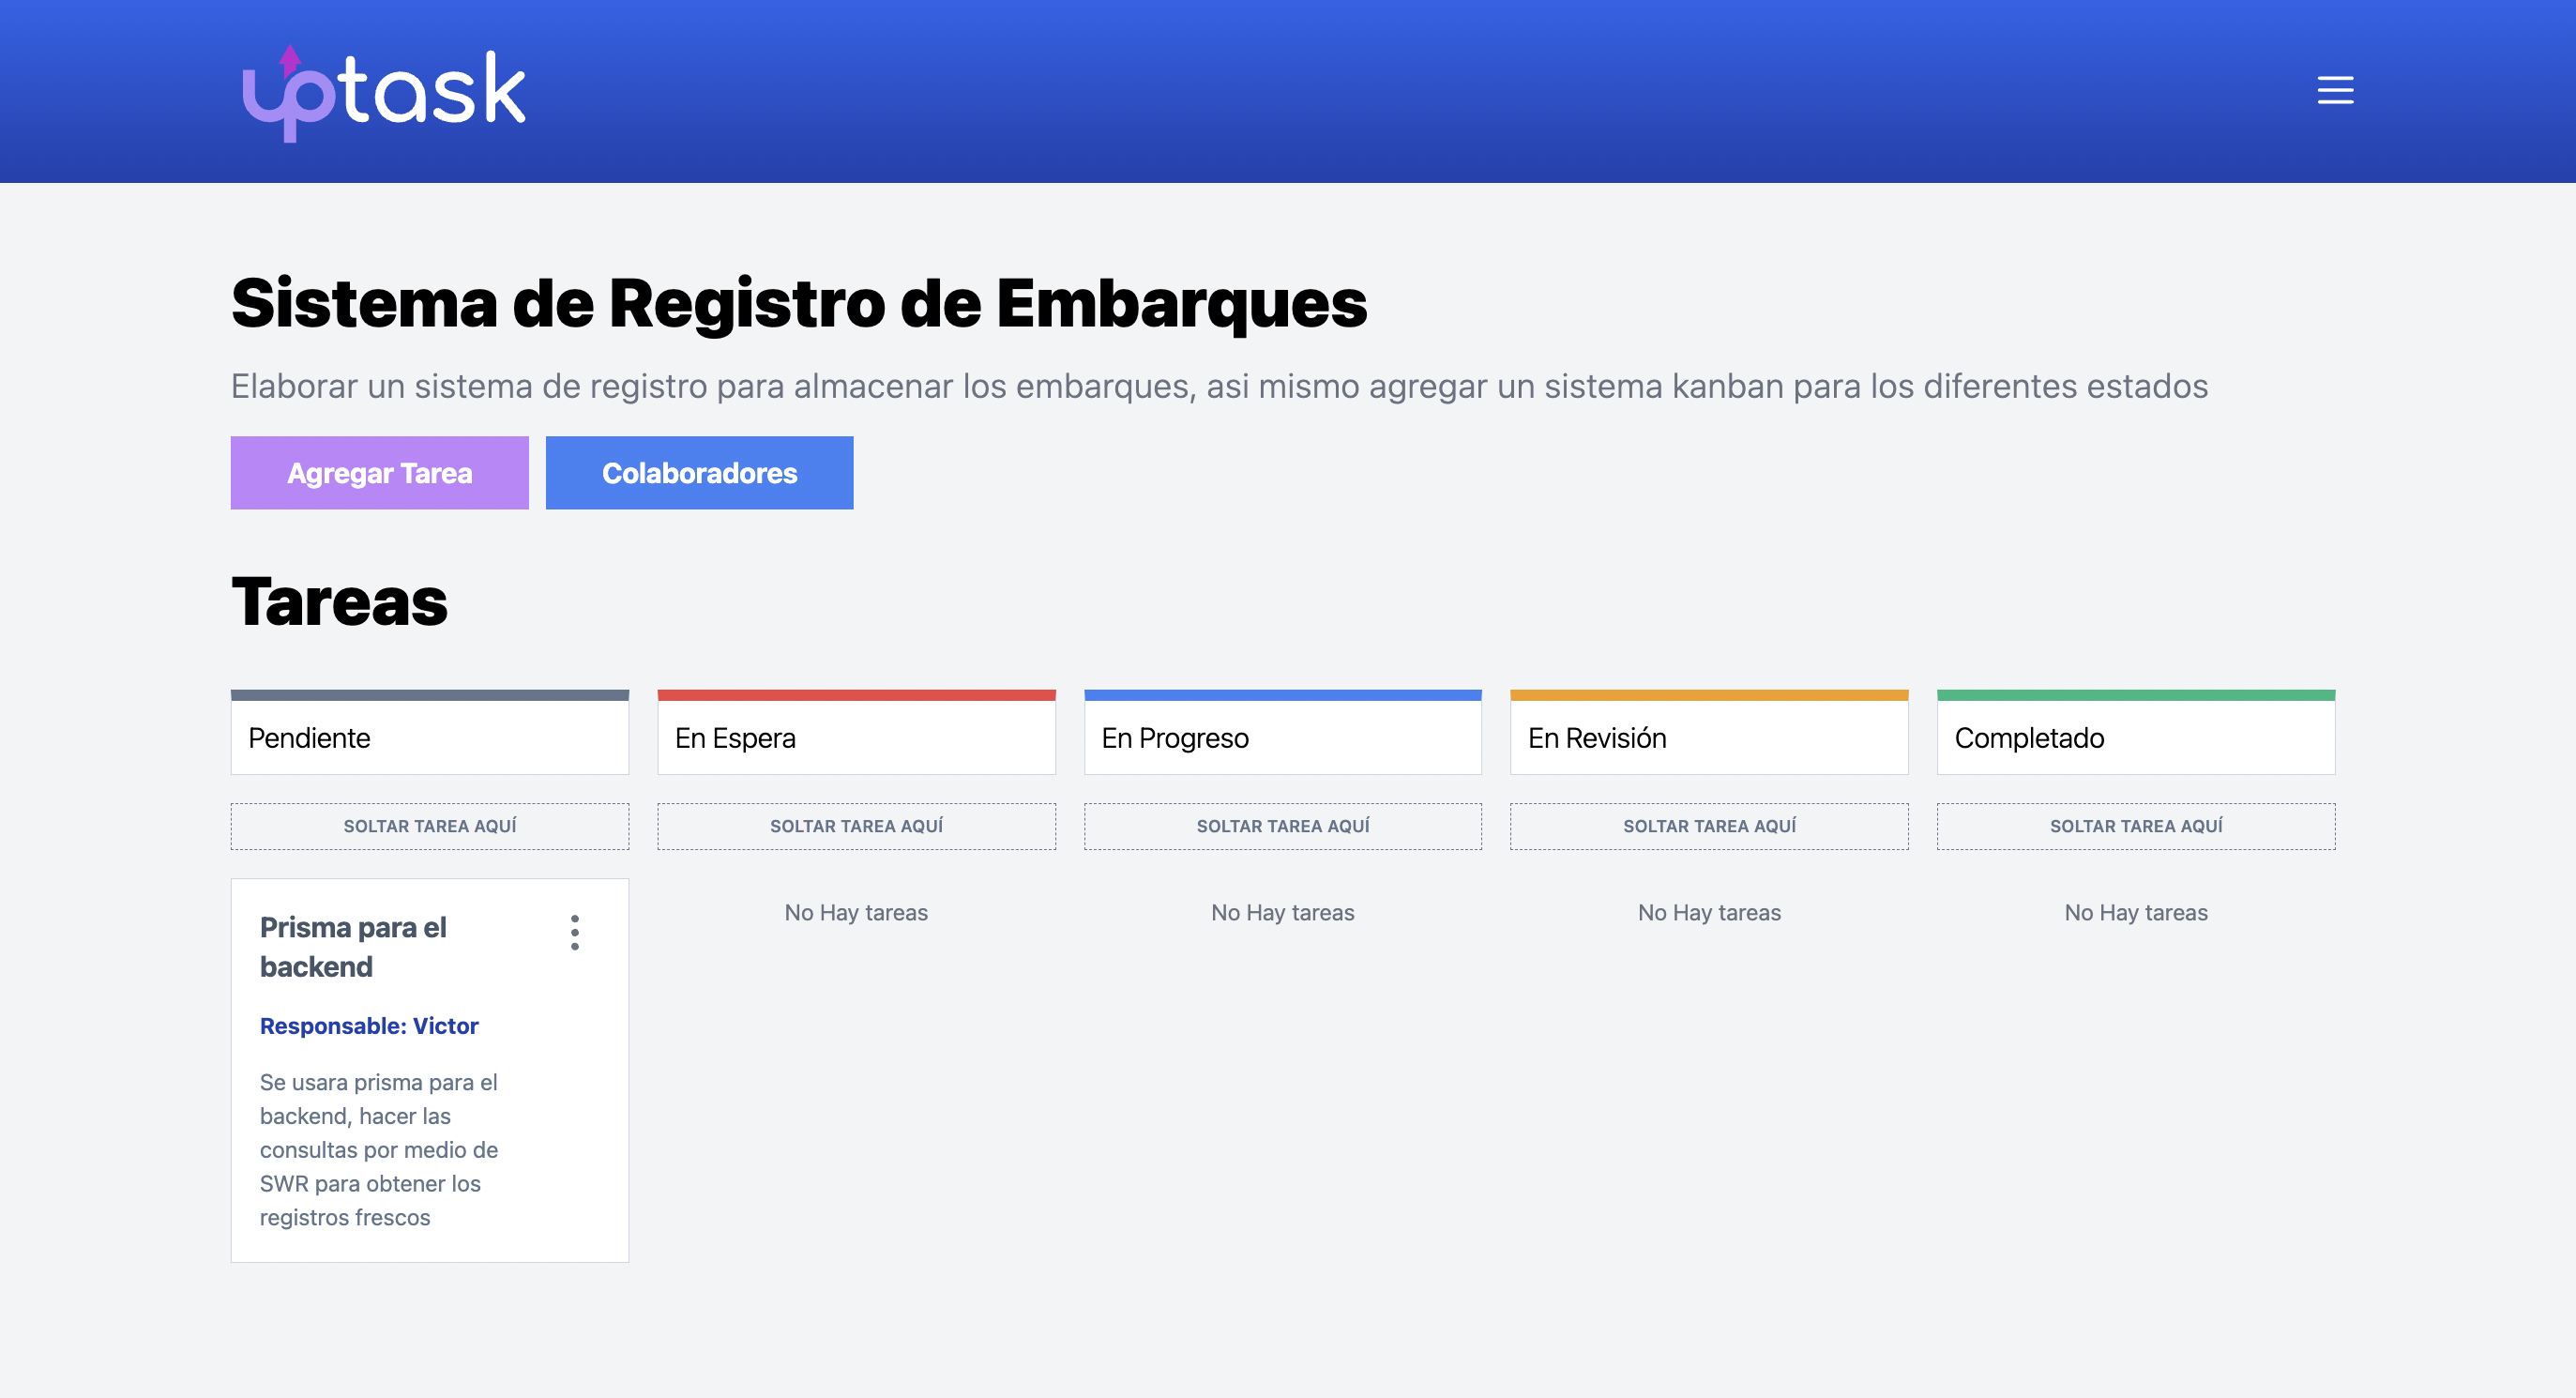 uptask
Sistema de Registro de Embarques
Elaborar un sistema de registro para almacenar los embarques, asi mismo agregar un sistema kanban para los diferentes estados
Agregar Tarea
Colaboradores
Tareas
Pendiente
En Espera
En Progreso
En Revisión
Completado
SOLTAR TAREA AQUÍ
SOLTAR TAREA AQUÍ
SOLTAR TAREA AQUÍ
SOLTAR TAREA AQUÍ
SOLTAR TAREA AQUÍ
Prisma para el
backend
Responsable: Victor
Se usara prisma para el
backend, hacer las
consultas por medio de
SWR para obtener los
registros frescos
No Hay tareas
No Hay tareas
No Hay tareas
No Hay tareas